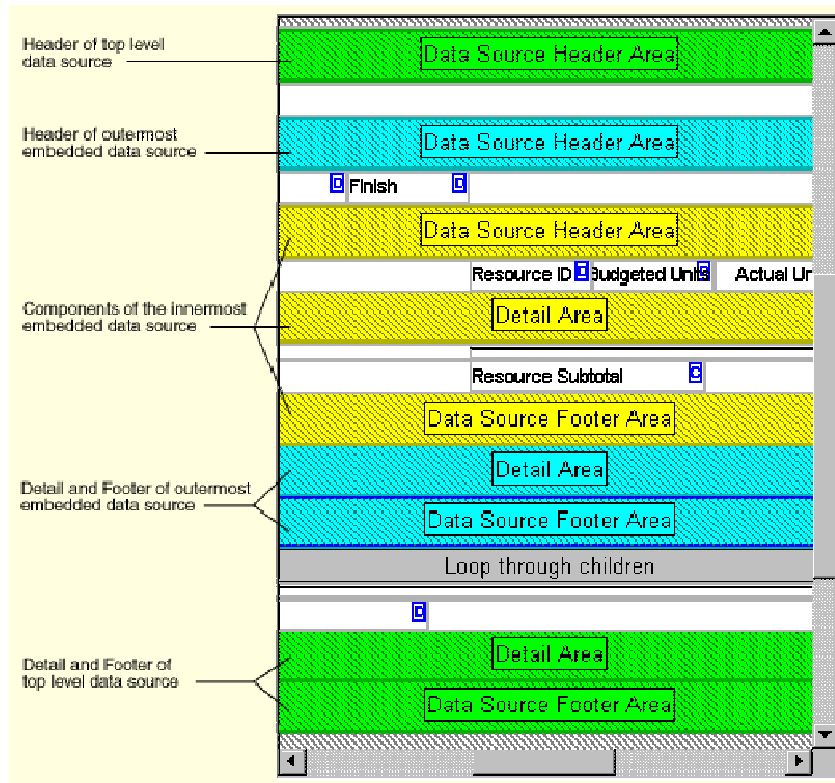 Header of top level
data source
Data Source Header Area
Header of outermost
embedded data source
Data Source Header Area
D Finish D
Data Source Header Area
Resource ID D Budgeted Units Actual Un
Components of the innermost
embedded data source
Detail Area
Resource Subtotal C
Data Source Footer Area
Detail and Footer of outermost
embedded data source
Detail Area
Data Source Footer Area
Loop through children
D
Detail and Footer of
top level data source
Detail Area
Data Source Footer Area